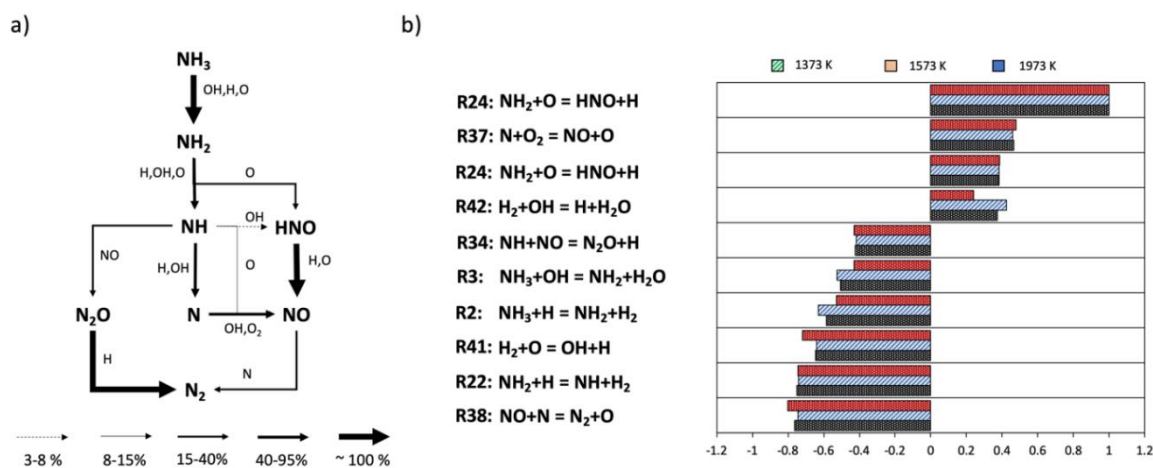 a)
NH3
OH,H,O
NH2
H,OH,O
O
NH
OH
HNO
NO
H,OH
O
H,O
N2O
N
NO
OH,O2
H
N
N2
3-8 %
8-15%
15-40%
40-95%
~ 100 %
b)
1373 K
1573 K
1973 K
R24: NH2+O = HNO+H
R37: N+O2 = NO+O
R24: NH2+O = HNO+H
R42: H2+OH = H+H2O
R34: NH+NO = N2O+H
R3: NH3+OH = NH2+H2O
R2: NH3+H = NH2+H2
R41: H2+O = OH+H
R22: NH2+H = NH+H2
R38: NO+N = N2+O
-1.2 -1 -0.8 -0.6 -0.4 -0.2 0 0.2 0.4 0.6 0.8 1 1.2